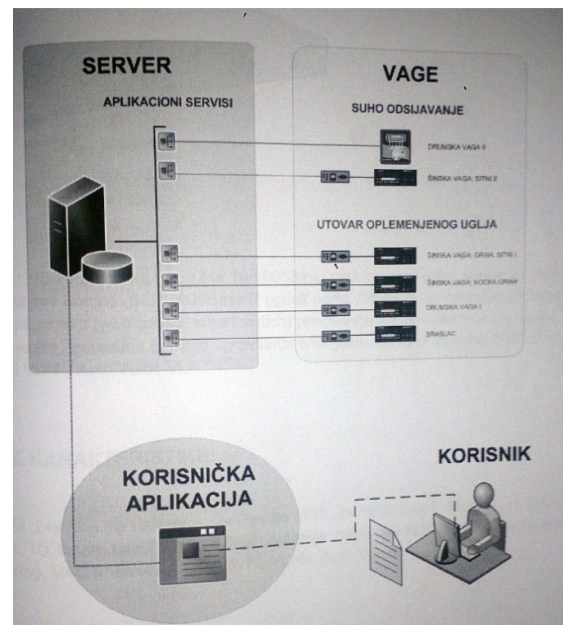 SERVER
APLIKACIONI SERVISI
VAGE
SUHO ODSIJAVANJE
DRUMSKA VAGA II
ŠINSKA VAGA: SITNI II
UTOVAR OPLEMENJENOG UGLJA
ŠINSKA VAGA: GRAH, SITNI I
ŠINSKA VAGA: KOCKA, ORAH
DRUMSKA VAGA I
SRASLAC
KORISNIČKA
APLIKACIJA
KORISNIK